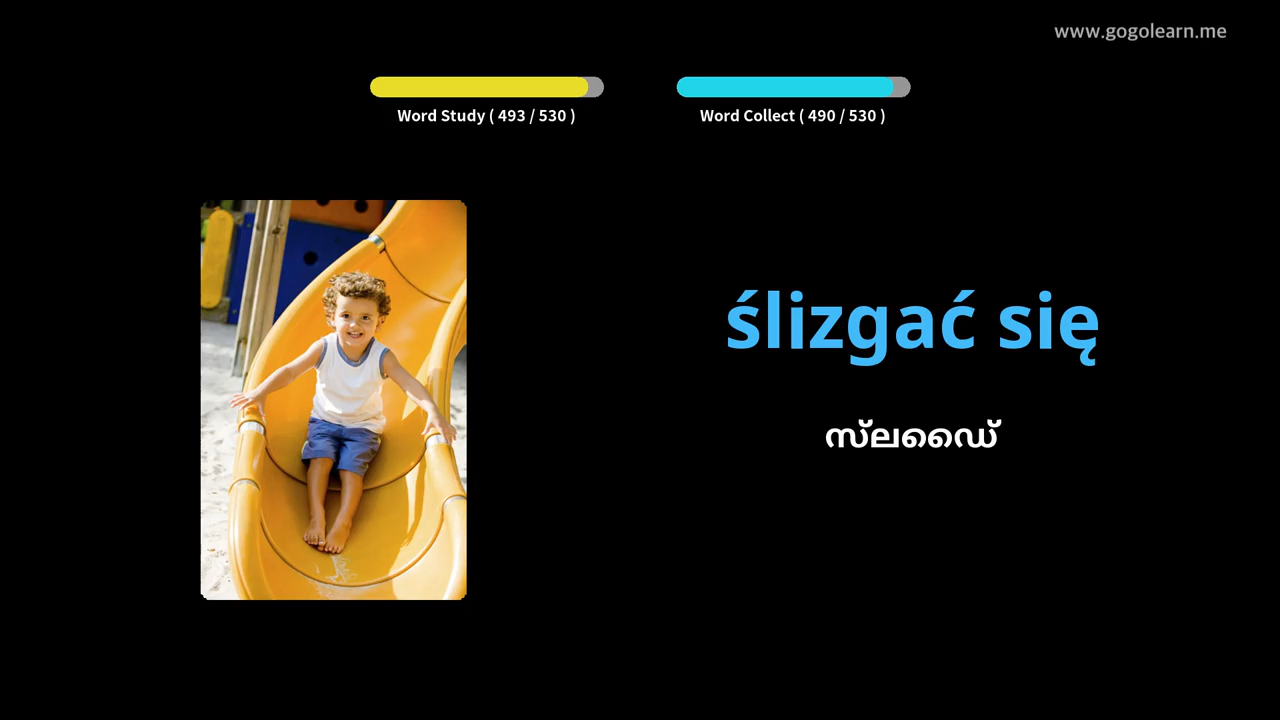 www.gogolearn.me
Word Study ( 493 / 530 )
Word Collect ( 490 / 530 )
ślizgać się
സ്ലൈഡ്